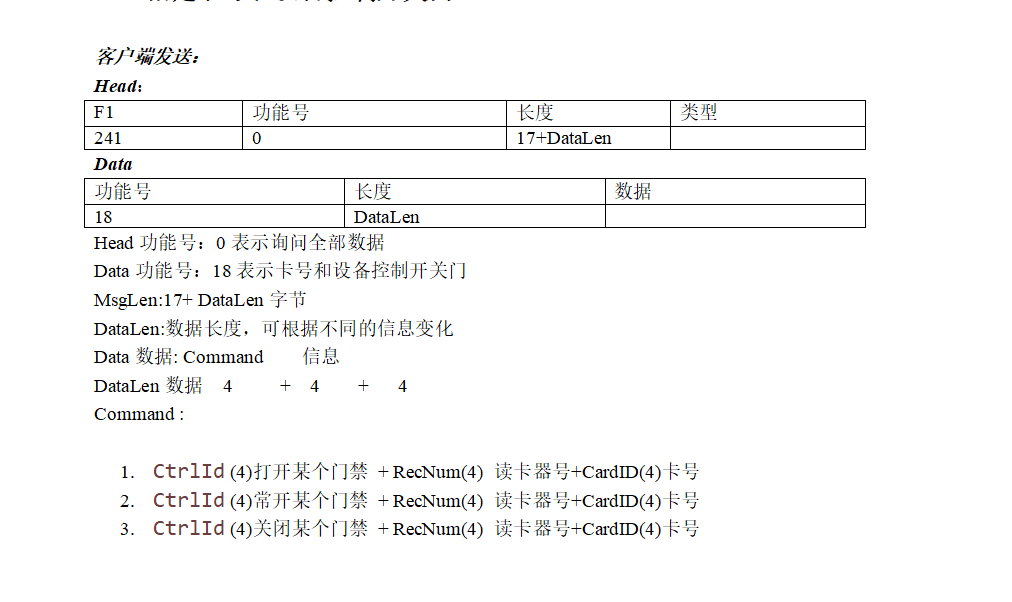 客户端发送：
Head：
F1 功能号 长度 类型
241 0 17+DataLen
Data
功能号 长度 数据
18 DataLen
Head 功能号：0 表示询问全部数据
Data 功能号：18 表示卡号和设备控制开关门
MsgLen:17+ DataLen 字节
DataLen:数据长度，可根据不同的信息变化
Data 数据: Command 信息
DataLen 数据 4 + 4 + 4
Command :
1. CtrlId (4)打开某个门禁 + RecNum(4) 读卡器号+CardID(4)卡号
2. CtrlId (4)常开某个门禁 + RecNum(4) 读卡器号+CardID(4)卡号
3. CtrlId (4)关闭某个门禁 + RecNum(4) 读卡器号+CardID(4)卡号